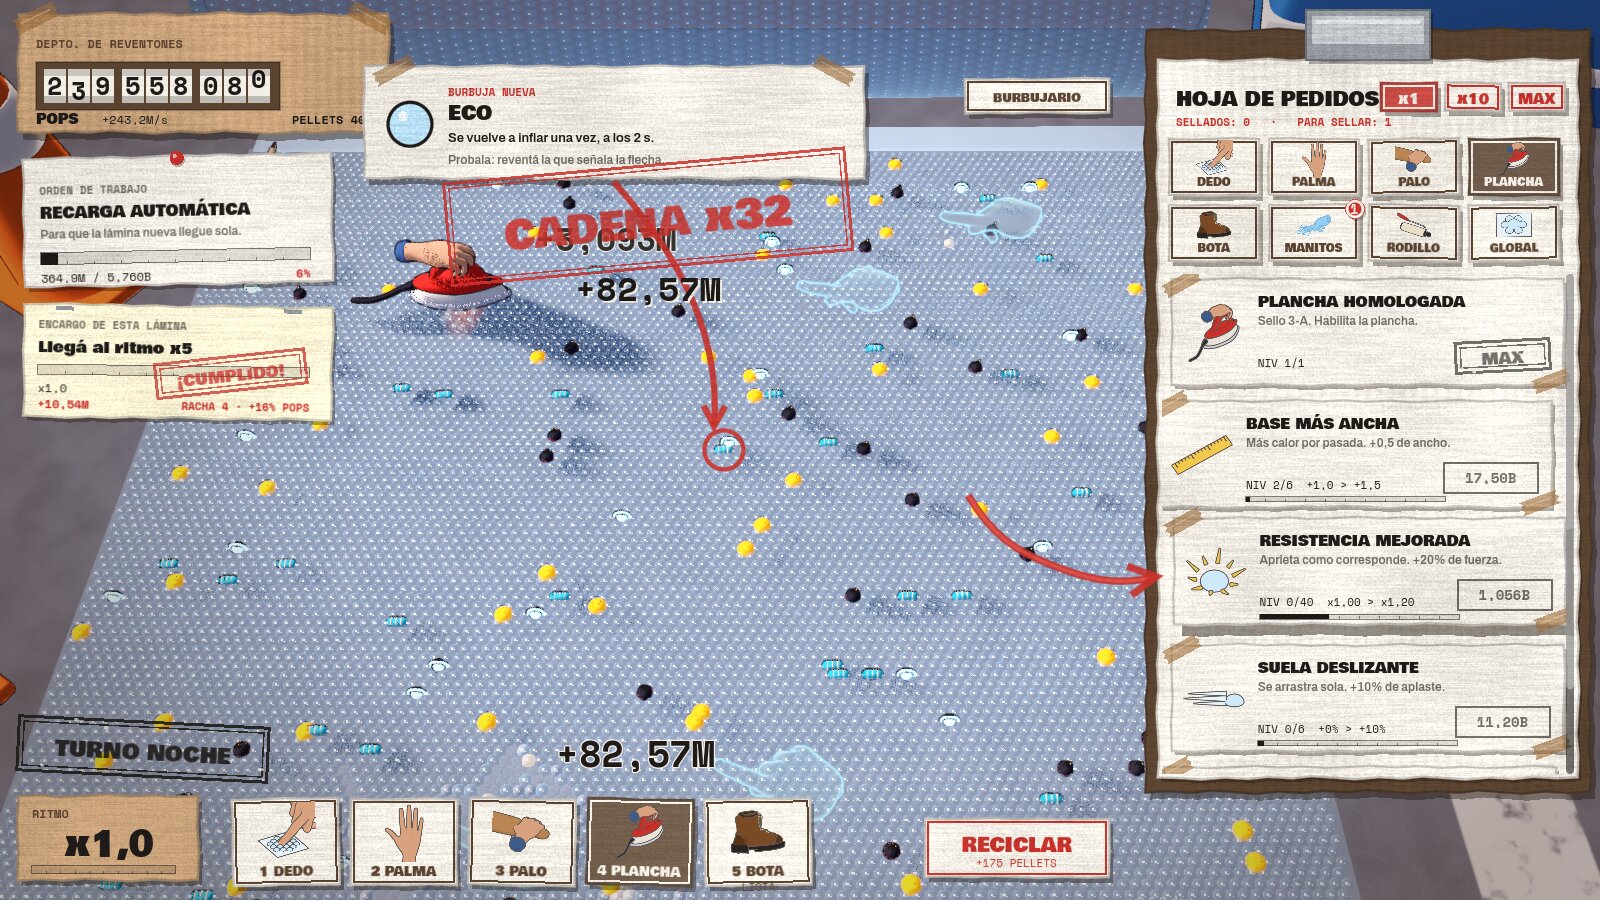 DEPTO. DE REVENTONES
239 558 080
POPS +243,2M/s PELLETS 40
ORDEN DE TRABAJO
RECARGA AUTOMÁTICA
Para que la lámina nueva llegue sola.
364,9M / 5.760B 6%
ENCARGO DE ESTA LÁMINA
Llegá al ritmo x5
¡CUMPLIDO!
x1,0
+10,54M RACHA 4 · +16% POPS
BURBUJA NUEVA
ECO
Se vuelve a inflar una vez, a los 2 s.
Probala: reventá la que señala la flecha.
CADENA x32
+3,093M
+82,57M
BURBUJARIO
HOJA DE PEDIDOS x1 x10 MAX
SELLADOS: 0 · PARA SELLAR: 1
DEDO PALMA PALO PLANCHA
1
BOTA MANITOS RODILLO GLOBAL
PLANCHA HOMOLOGADA
Sello 3-A. Habilita la plancha.
NIV 1/1 MAX
BASE MÁS ANCHA
Más calor por pasada. +0,5 de ancho.
NIV 2/6 +1,0 > +1,5 17,50B
RESISTENCIA MEJORADA
Aprieta como corresponde. +20% de fuerza.
NIV 0/40 x1,00 > x1,20 1,056B
SUELA DESLIZANTE
Se arrastra sola. +10% de aplaste.
NIV 0/6 +0% > +10% 11,20B
TURNO NOCHE
+82,57M
RITMO
x1,0
1 DEDO 2 PALMA 3 PALO 4 PLANCHA 5 BOTA
LISTA
RECICLAR
+175 PELLETS